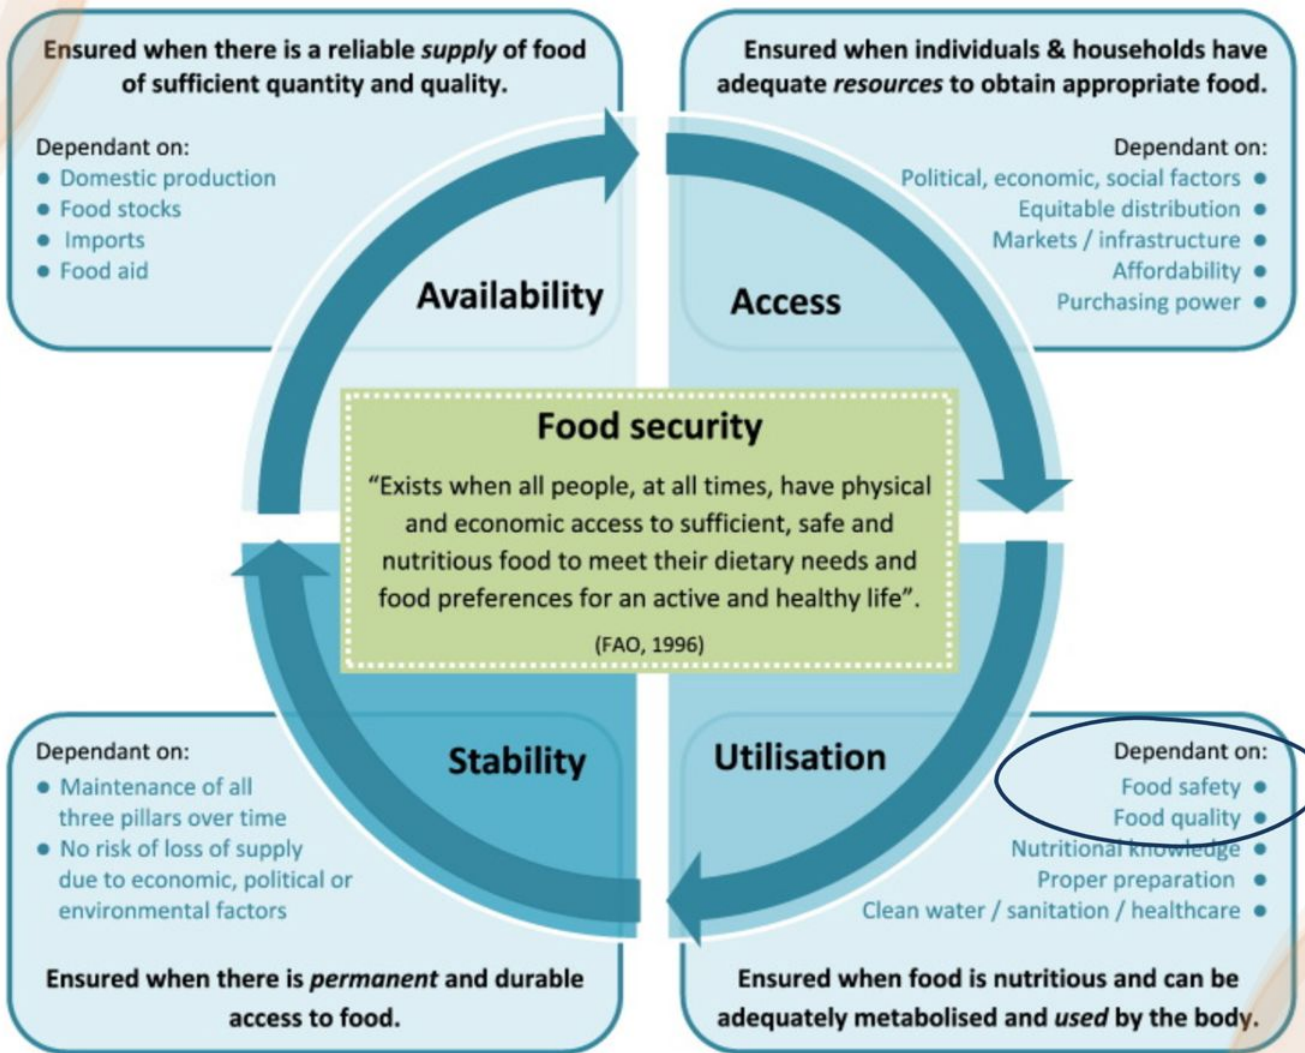 Ensured when there is a reliable supply of food
of sufficient quantity and quality.
Dependant on:
● Domestic production
● Food stocks
● Imports
● Food aid
Availability
Ensured when individuals & households have
adequate resources to obtain appropriate food.
Dependant on:
Political, economic, social factors ●
Equitable distribution ●
Markets / infrastructure ●
Affordability ●
Purchasing power ●
Access
Food security
“Exists when all people, at all times, have physical
and economic access to sufficient, safe and
nutritious food to meet their dietary needs and
food preferences for an active and healthy life”.
(FAO, 1996)
Stability
Dependant on:
● Maintenance of all
three pillars over time
● No risk of loss of supply
due to economic, political or
environmental factors
Ensured when there is permanent and durable
access to food.
Utilisation
Dependant on:
Food safety ●
Food quality ●
Nutritional knowledge ●
Proper preparation ●
Clean water / sanitation / healthcare ●
Ensured when food is nutritious and can be
adequately metabolised and used by the body.